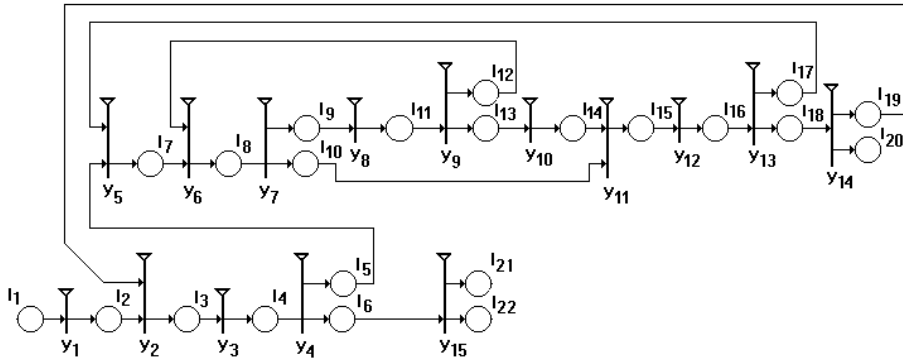 I12 I17
I9 I11 I13 I14 I15 I16 I18 I19
I7 I8 I10 y8 y9 y10 y12 y13 I20
y5 y6 y7 y11 y14
I5 I21
I1 I2 I3 I4 I6 I22
y1 y2 y3 y4 y15